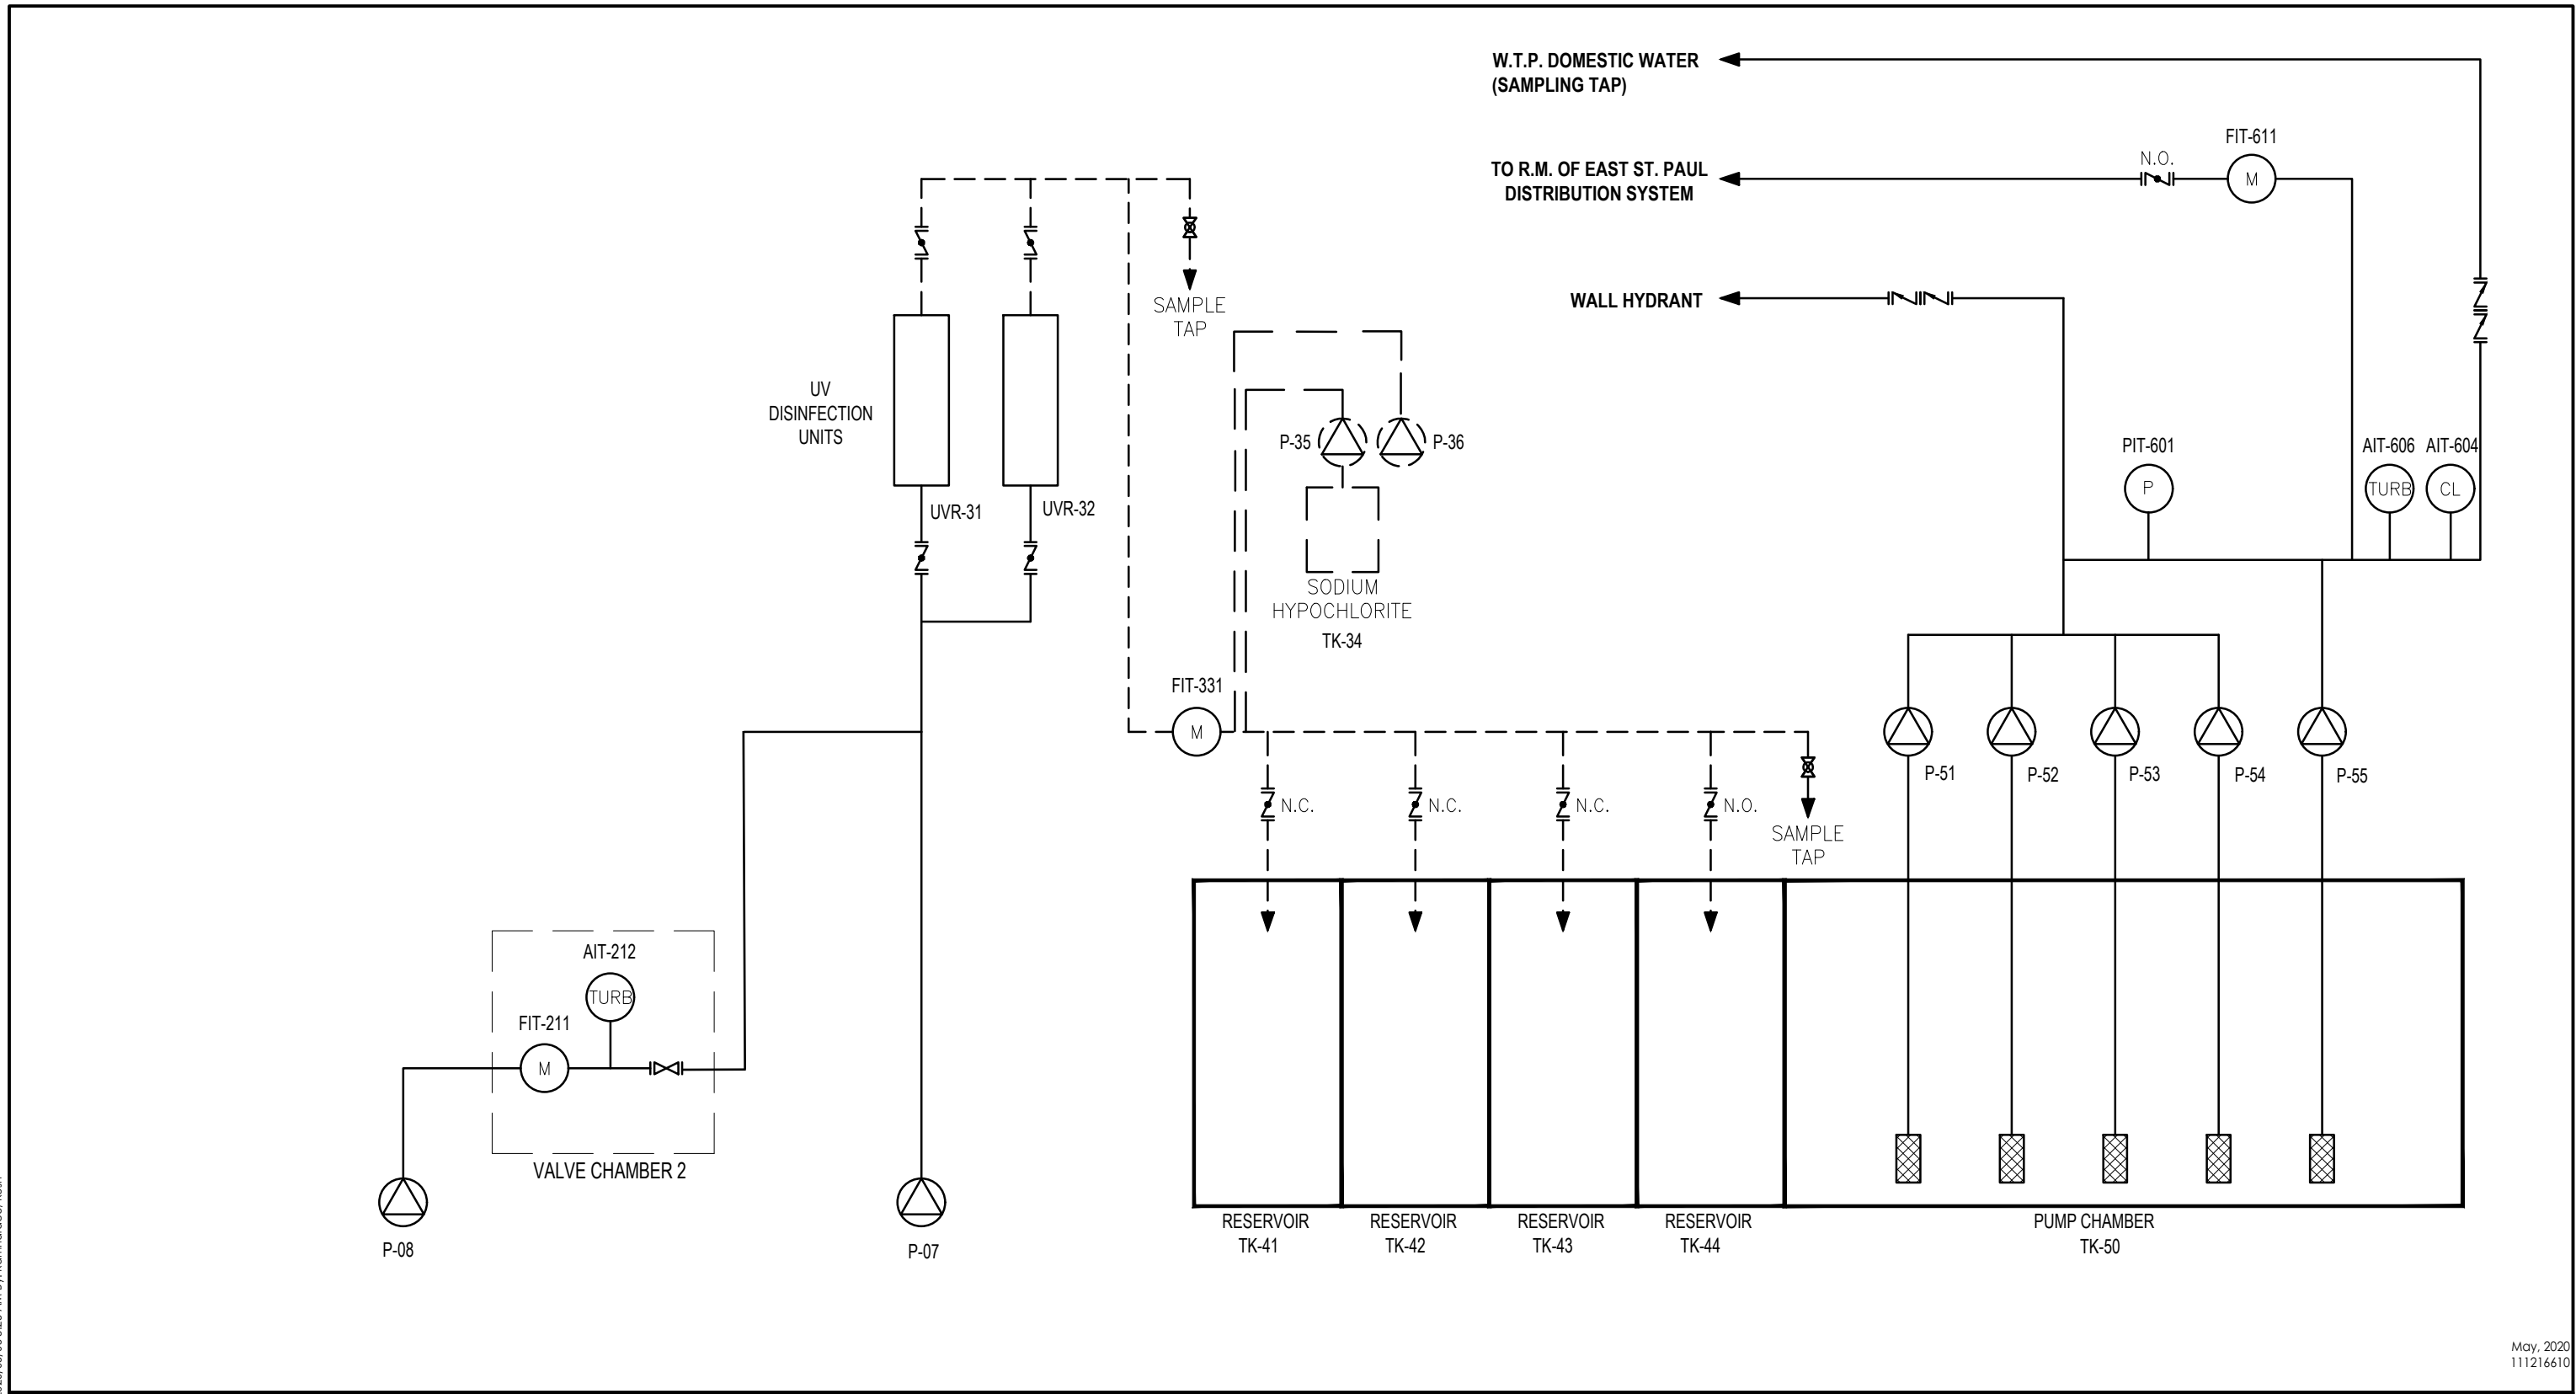 W.T.P. DOMESTIC WATER
(SAMPLING TAP)
FIT-611
N.O.
M
TO R.M. OF EAST ST. PAUL
DISTRIBUTION SYSTEM
WALL HYDRANT
SAMPLE
TAP
UV
DISINFECTION
UNITS
UVR-31
UVR-32
P-35
P-36
SODIUM
HYPOCHLORITE
TK-34
PIT-601
P
AIT-606
TURB
AIT-604
CL
FIT-331
M
N.C.
N.C.
N.C.
N.O.
SAMPLE
TAP
P-51
P-52
P-53
P-54
P-55
AIT-212
TURB
FIT-211
M
VALVE CHAMBER 2
P-08
P-07
RESERVOIR
TK-41
RESERVOIR
TK-42
RESERVOIR
TK-43
RESERVOIR
TK-44
PUMP CHAMBER
TK-50
May, 2020
111216610